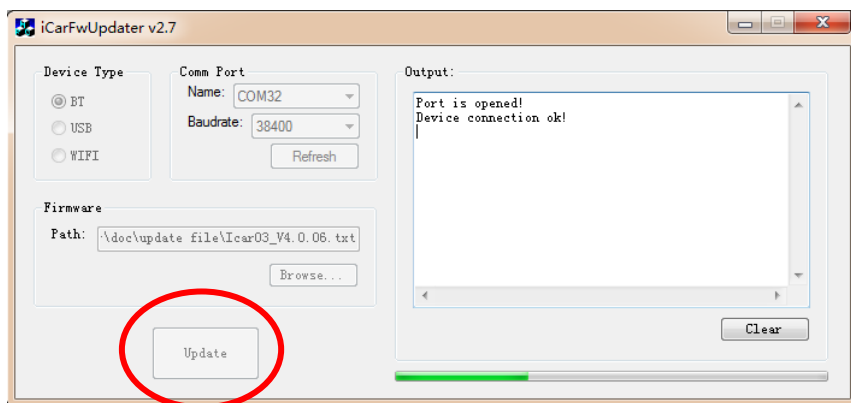 iCarFwUpdater v2.7
Device Type
BT
USB
WIFI
Comm Port
Name: COM32
Baudrate: 38400
Refresh
Firmware
Path: \doc\update file\Icar03_V4.0.06.txt
Browse...
Update
Output:
Port is opened!
Device connection ok!
Clear